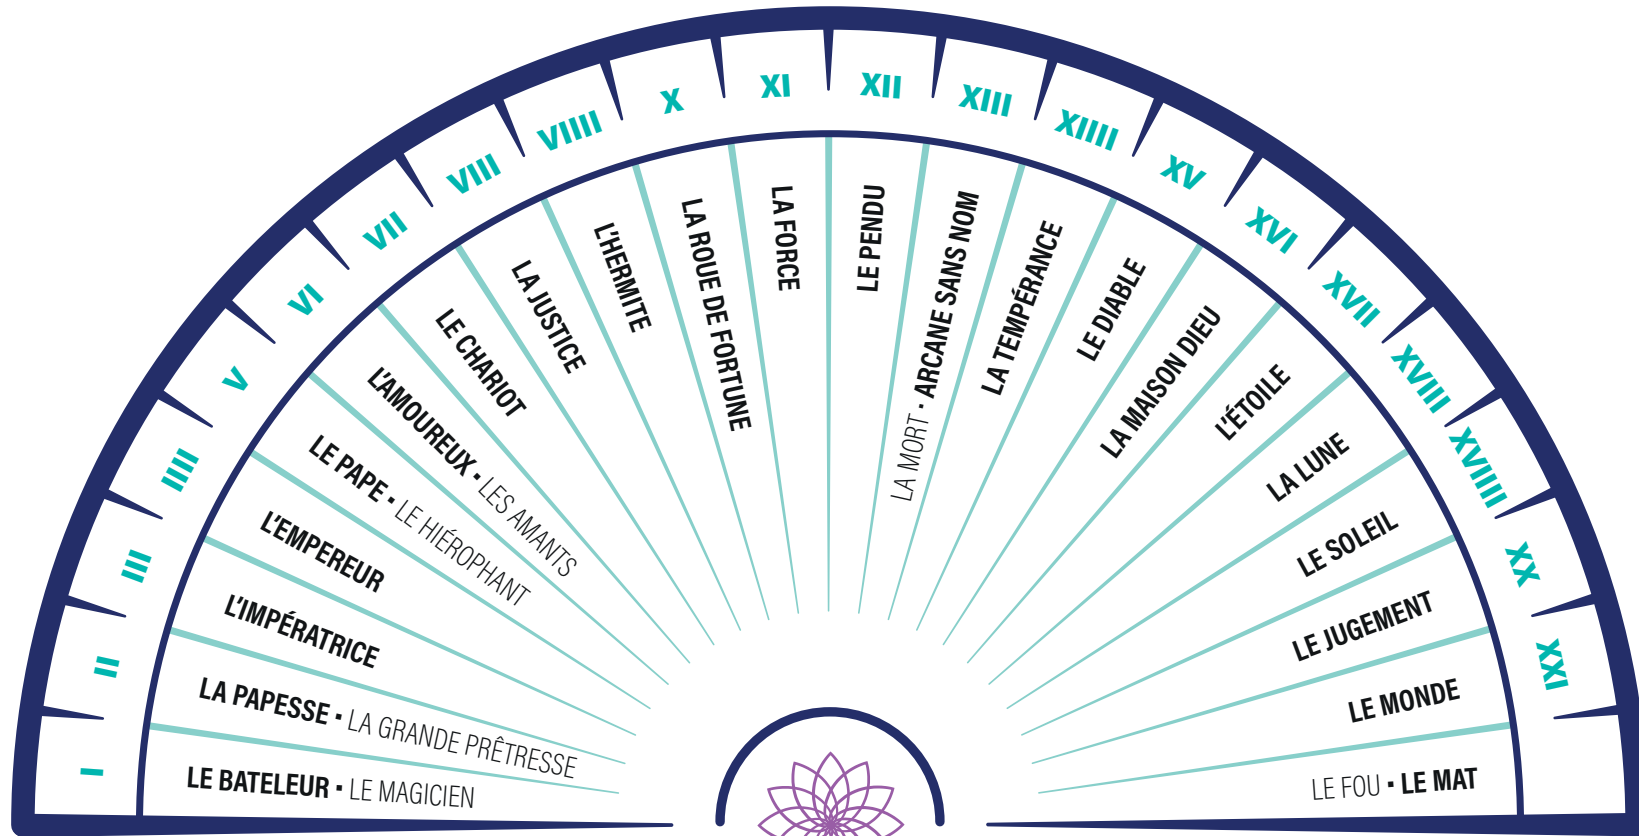 I
II
III
IIII
V
VI
VII
VIII
VIIII
X
XI
XII
XIII
XIIII
XV
XVI
XVII
XVIII
XVIIII
XX
XXI
LE BATELEUR · LE MAGICIEN
LA PAPESSE · LA GRANDE PRÊTRESSE
L'IMPÉRATRICE
L'EMPEREUR
LE PAPE · LE HIÉROPHANT
L'AMOUREUX · LES AMANTS
LE CHARIOT
LA JUSTICE
L'HERMITE
LA ROUE DE FORTUNE
LA FORCE
LE PENDU
LA MORT · ARCANE SANS NOM
LA TEMPÉRANCE
LE DIABLE
LA MAISON DIEU
L'ÉTOILE
LA LUNE
LE SOLEIL
LE JUGEMENT
LE MONDE
LE FOU · LE MAT